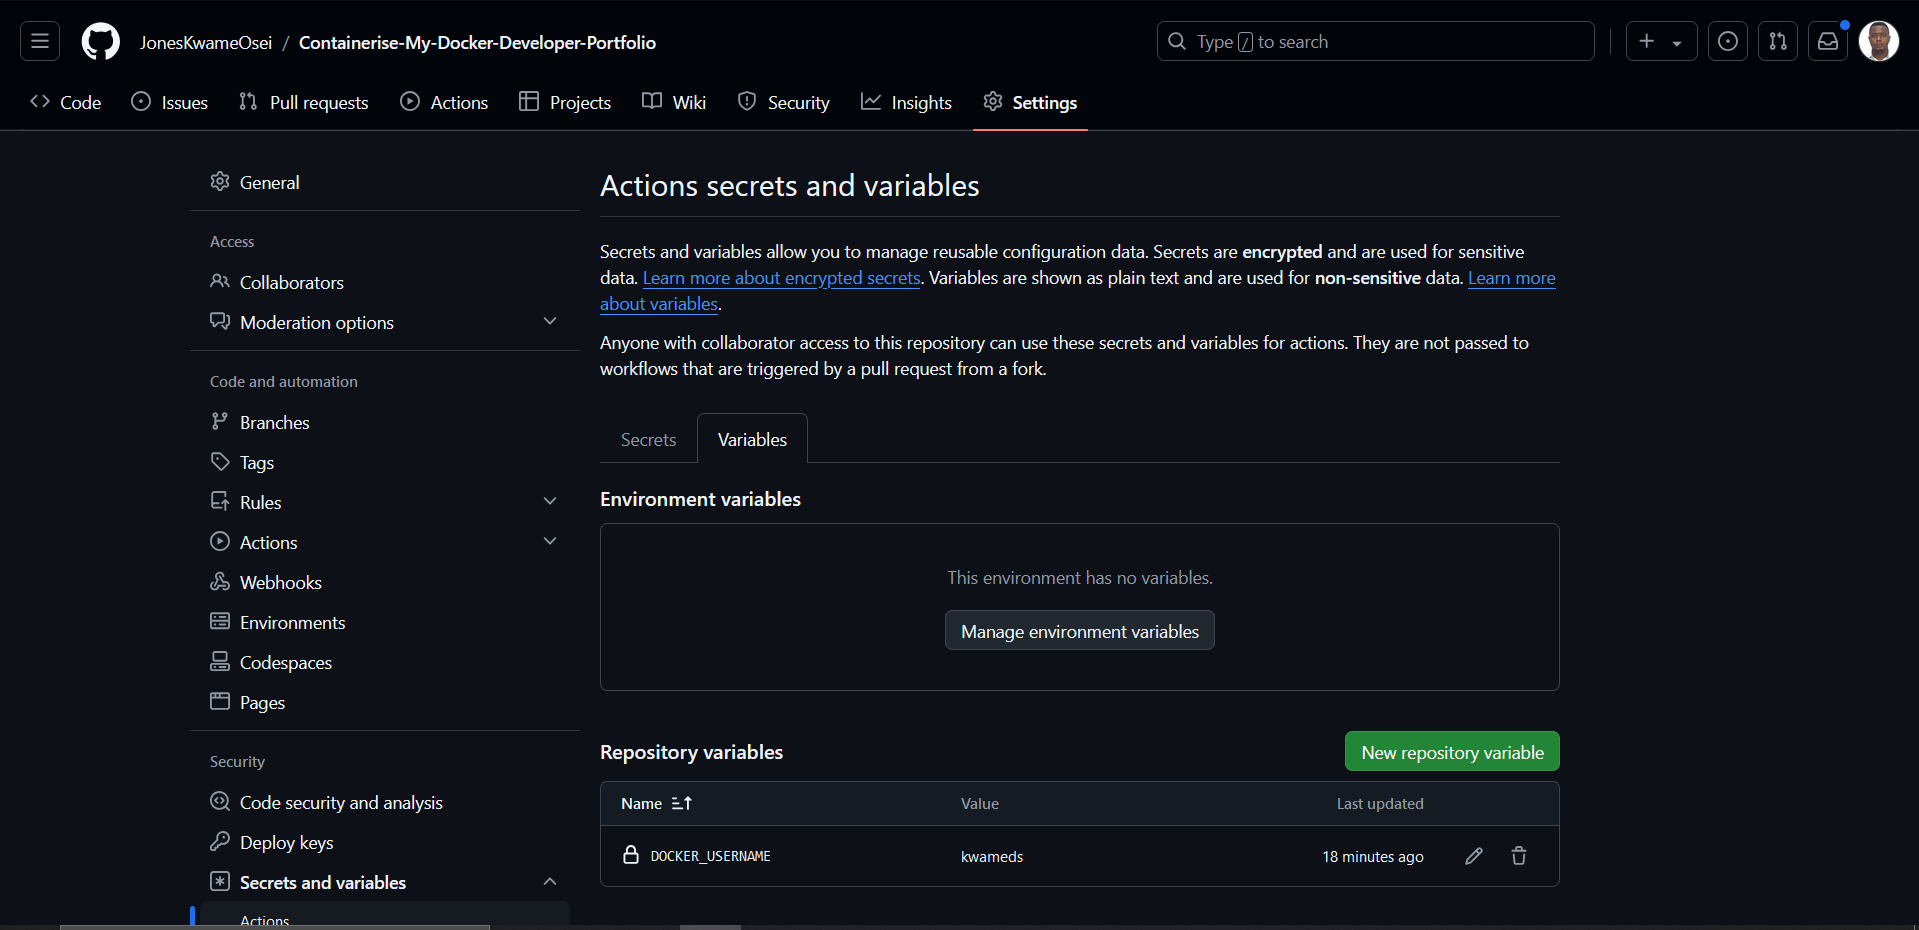 JonesKwameOsei / Containerise-My-Docker-Developer-Portfolio
Type / to search
Code Issues Pull requests Actions Projects Wiki Security Insights Settings
General
Access
Collaborators
Moderation options
Code and automation
Branches
Tags
Rules
Actions
Webhooks
Environments
Codespaces
Pages
Security
Code security and analysis
Deploy keys
Secrets and variables
Actions
Actions secrets and variables
Secrets and variables allow you to manage reusable configuration data. Secrets are encrypted and are used for sensitive
data. Learn more about encrypted secrets. Variables are shown as plain text and are used for non-sensitive data. Learn more
about variables.
Anyone with collaborator access to this repository can use these secrets and variables for actions. They are not passed to
workflows that are triggered by a pull request from a fork.
Secrets Variables
Environment variables
This environment has no variables.
Manage environment variables
Repository variables New repository variable
Name Value Last updated
DOCKER_USERNAME kwameds 18 minutes ago